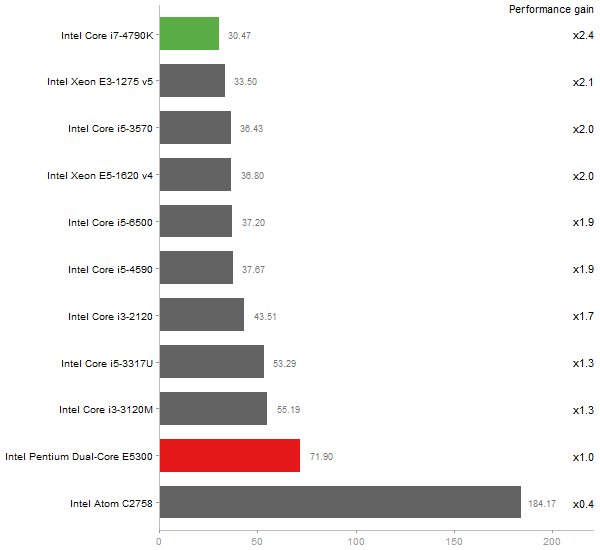 Performance gain
Intel Core i7-4790K 30.47 x2.4
Intel Xeon E3-1275 v5 33.50 x2.1
Intel Core i5-3570 36.43 x2.0
Intel Xeon E5-1620 v4 36.80 x2.0
Intel Core i5-6500 37.20 x1.9
Intel Core i5-4590 37.67 x1.9
Intel Core i3-2120 43.51 x1.7
Intel Core i5-3317U 53.29 x1.3
Intel Core i3-3120M 55.19 x1.3
Intel Pentium Dual-Core E5300 71.90 x1.0
Intel Atom C2758 184.17 x0.4
0 50 100 150 200